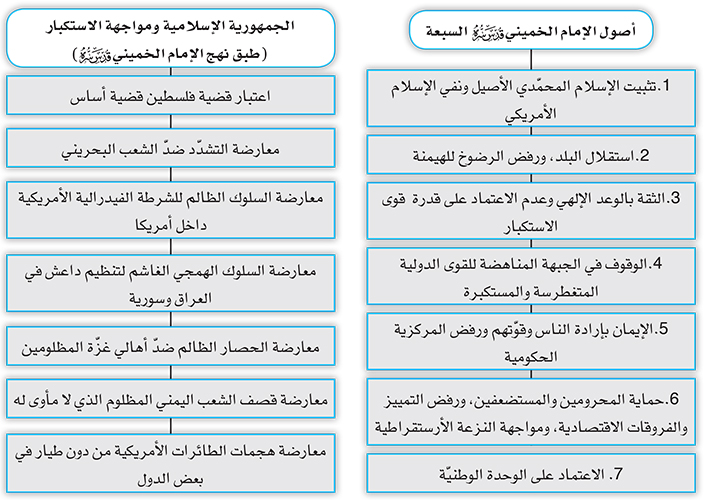 أصول الإمام الخميني قدس سره السبعة
1.تثبيت الإسلام المحمّدي الأصيل ونفي الإسلام
الأمريكي
2.استقلال البلد، ورفض الرضوخ للهيمنة
3.الثقة بالوعد الإلهي وعدم الاعتماد على قدرة قوى
الاستكبار
4.الوقوف في الجبهة المناهضة للقوى الدولية
المتغطرسة والمستكبرة
5.الإيمان بإرادة الناس وقوّتهم ورفض المركزية
الحكومية
6.حماية المحرومين والمستضعفين، ورفض التمييز
والفروقات الاقتصادية، ومواجهة النزعة الأرستقراطية
7. الاعتماد على الوحدة الوطنيّة
الجمهورية الإسلامية ومواجهة الاستكبار
(طبق نهج الإمام الخميني قدس سره)
اعتبار قضية فلسطين قضية أساس
معارضة التشدّد ضدّ الشعب البحريني
معارضة السلوك الظالم للشرطة الفيدرالية الأمريكية
داخل أمريكا
معارضة السلوك الهمجي الغاشم لتنظيم داعش في
العراق وسورية
معارضة الحصار الظالم ضدّ أهالي غزّة المظلومين
معارضة قصف الشعب اليمني المظلوم الذي لا مأوى له
معارضة هجمات الطائرات الأمريكية من دون طيار في
بعض الدول